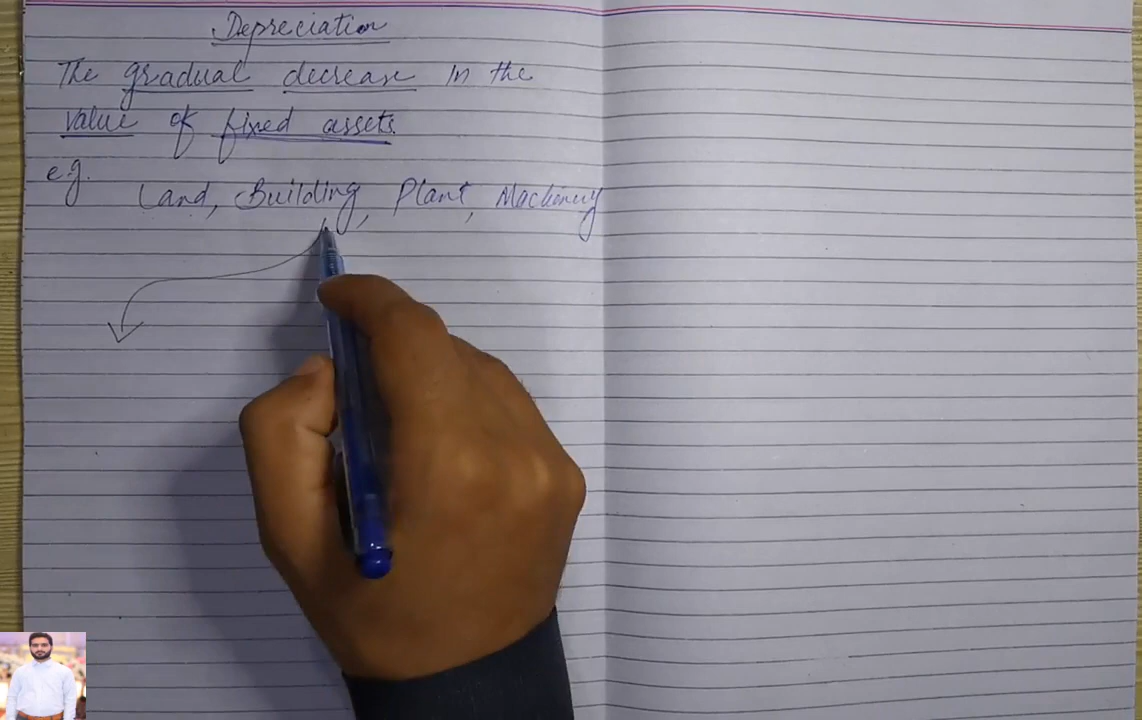 Depreciation
The gradual decrease in the
value of fixed assets.
e.g.
Land, Building, Plant, Machinery